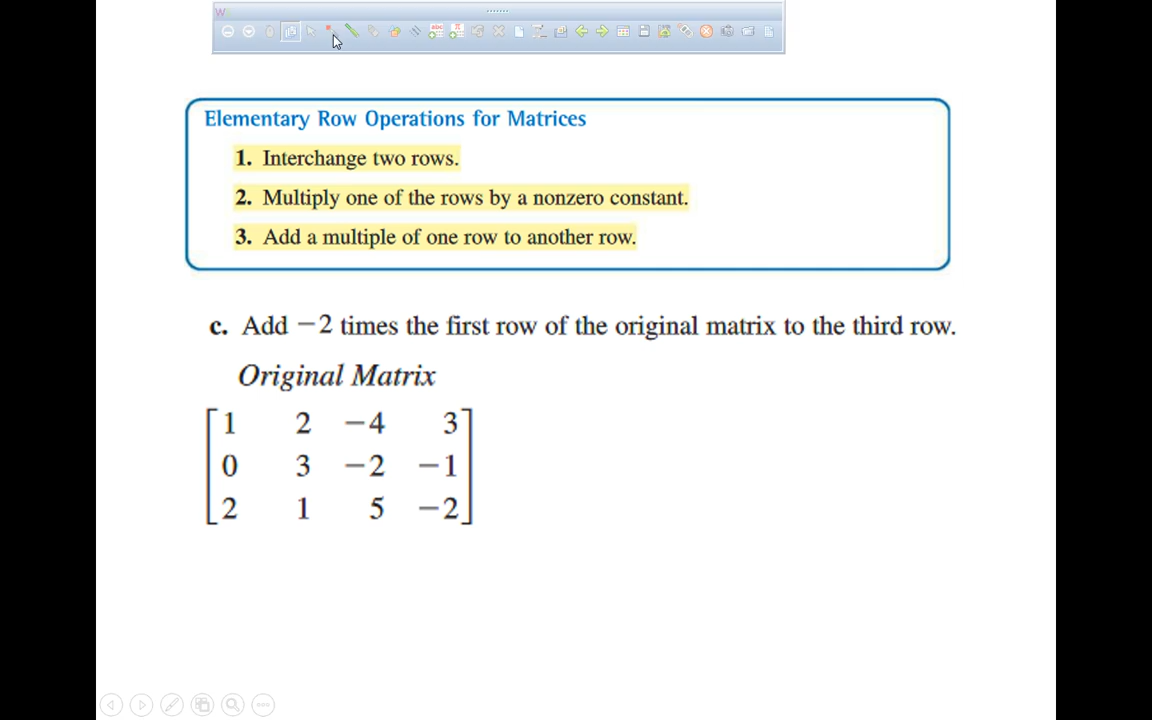 W
Elementary Row Operations for Matrices
1. Interchange two rows.
2. Multiply one of the rows by a nonzero constant.
3. Add a multiple of one row to another row.
c. Add −2 times the first row of the original matrix to the third row.
Original Matrix
1 2 −4 3
0 3 −2 −1
2 1 5 −2